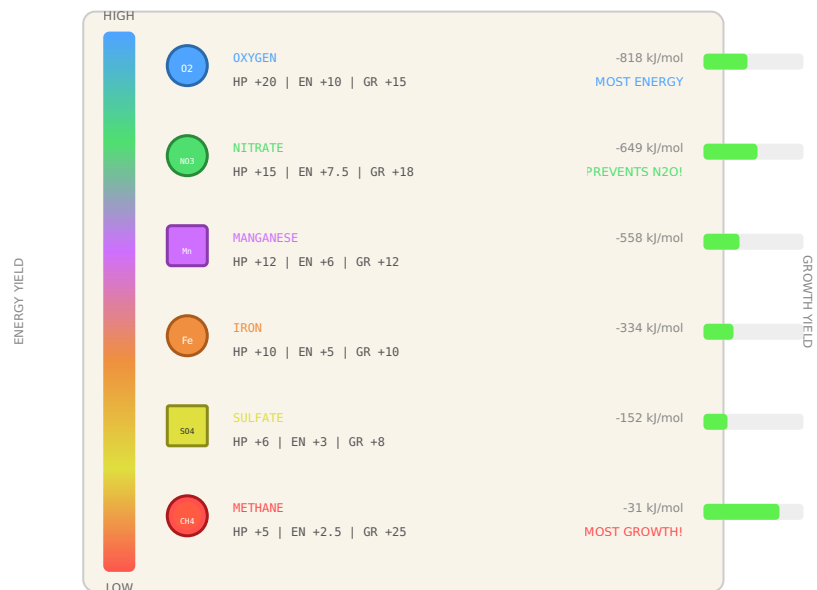 HIGH
ENERGY YIELD
O2
OXYGEN
HP +20 | EN +10 | GR +15
-818 kJ/mol
MOST ENERGY
NO3
NITRATE
HP +15 | EN +7.5 | GR +18
-649 kJ/mol
PREVENTS N2O!
Mn
MANGANESE
HP +12 | EN +6 | GR +12
-558 kJ/mol
GROWTH YIELD
Fe
IRON
HP +10 | EN +5 | GR +10
-334 kJ/mol
SO4
SULFATE
HP +6 | EN +3 | GR +8
-152 kJ/mol
CH4
METHANE
HP +5 | EN +2.5 | GR +25
-31 kJ/mol
MOST GROWTH!
LOW